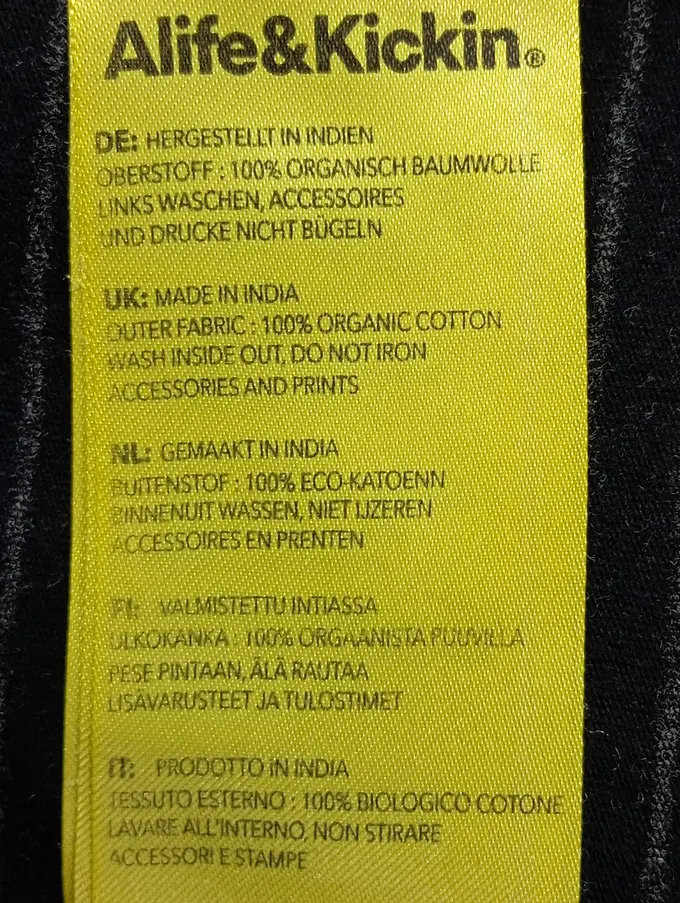 Alife&Kickin®
DE: HERGESTELLT IN INDIEN
OBERSTOFF : 100% ORGANISCH BAUMWOLLE
LINKS WASCHEN, ACCESSOIRES
UND DRUCKE NICHT BÜGELN
UK: MADE IN INDIA
OUTER FABRIC : 100% ORGANIC COTTON
WASH INSIDE OUT, DO NOT IRON
ACCESSORIES AND PRINTS
NL: GEMAAKT IN INDIA
BUITENSTOF : 100% ECO-KATOENN
BINNENUIT WASSEN, NIET IJZEREN
ACCESSOIRES EN PRENTEN
FI: VALMISTETTU INTIASSA
ULKOKANKA : 100% ORGAANISTA PUUVILLA
PESE PINTAAN, ÄLÄ RAUTAA
LISÄVARUSTEET JA TULOSTIMET
IT: PRODOTTO IN INDIA
TESSUTO ESTERNO : 100% BIOLOGICO COTONE
LAVARE ALL'INTERNO, NON STIRARE
ACCESSORI E STAMPE